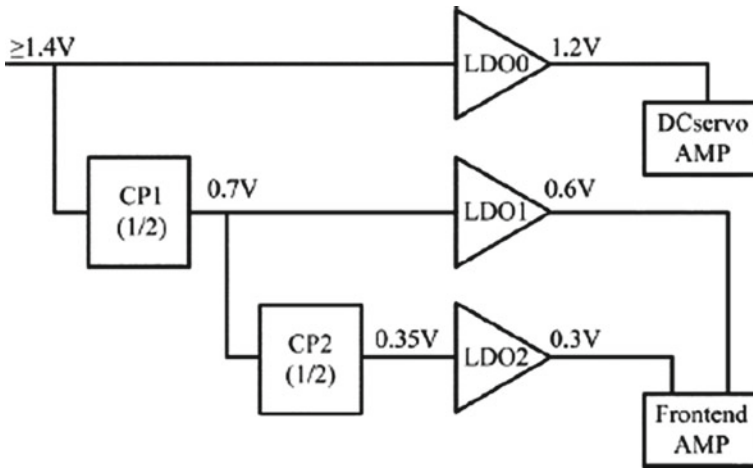 ≥1.4V
LDO0
1.2V
DCservo
AMP
CP1
(1/2)
0.7V
LDO1
0.6V
CP2
(1/2)
0.35V
LDO2
0.3V
Frontend
AMP